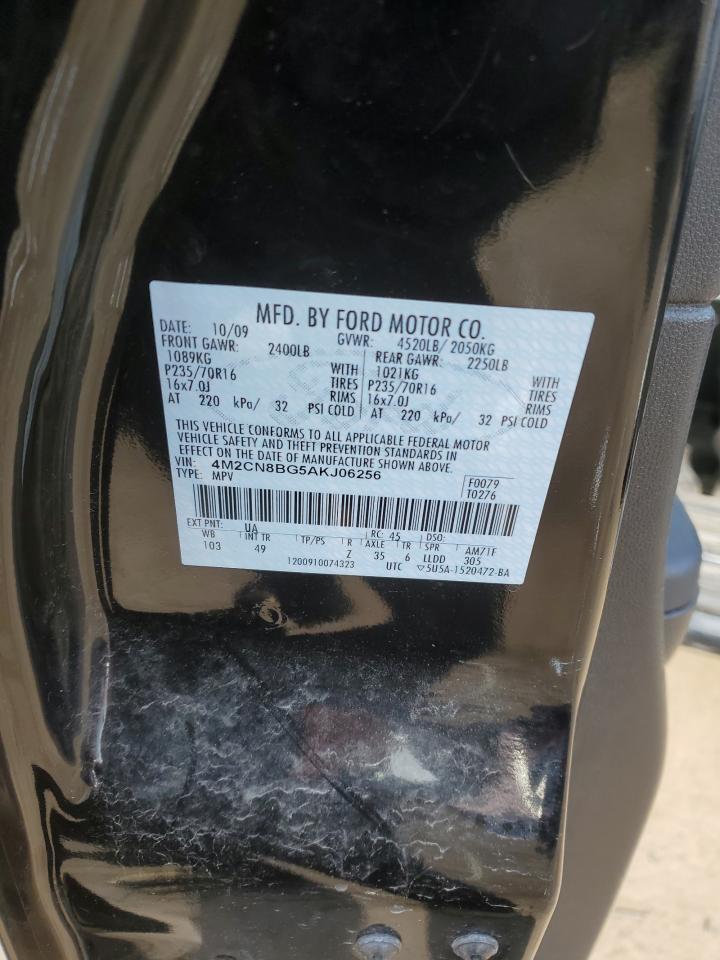 MFD. BY FORD MOTOR CO.
DATE: 10/09 GVWR: 4520LB/ 2050KG
FRONT GAWR: 2400LB REAR GAWR: 2250LB
1089KG WITH 1021KG WITH
P235/70R16 TIRES P235/70R16 TIRES
16x7.0J RIMS 16x7.0J RIMS
AT 220 kPa/ 32 PSI COLD AT 220 kPa/ 32 PSI COLD
THIS VEHICLE CONFORMS TO ALL APPLICABLE FEDERAL MOTOR
VEHICLE SAFETY AND THEFT PREVENTION STANDARDS IN
EFFECT ON THE DATE OF MANUFACTURE SHOWN ABOVE.
VIN: 4M2CN8BG5AKJ06256 F0079
TYPE: MPV T0276
EXT PNT: UA RC: 45 DSO:
WB INT TR TP/PS R AXLE TR SPR AM71F
103 49 Z 35 6 LLDD 305
1200910074323 UTC ▽5U5A-1520472-BA